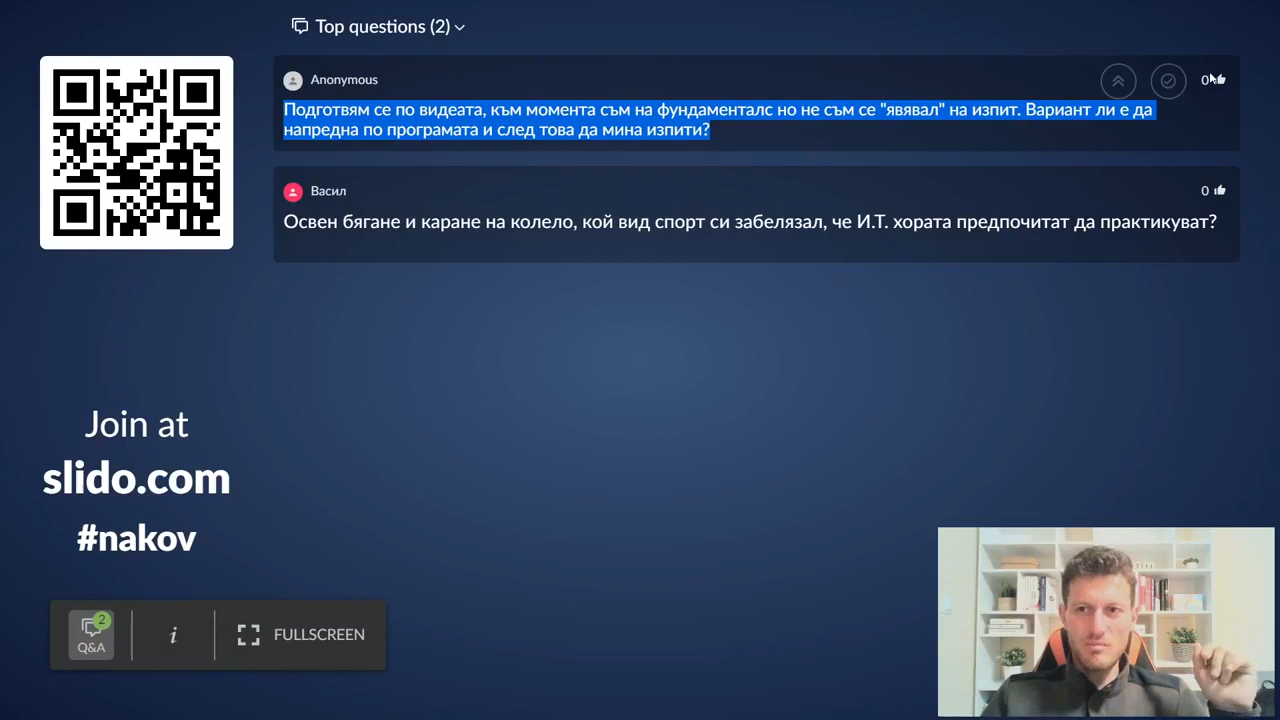 Top questions (2)
Anonymous
0
Подготвям се по видеата, към момента съм на фундаменталс но не съм се "явявал" на изпит. Вариант ли е да
напредна по програмата и след това да мина изпити?
Васил
0
Освен бягане и каране на колело, кой вид спорт си забелязал, че И.Т. хората предпочитат да практикуват?
Join at
slido.com
#nakov
2
Q&A
i
FULLSCREEN